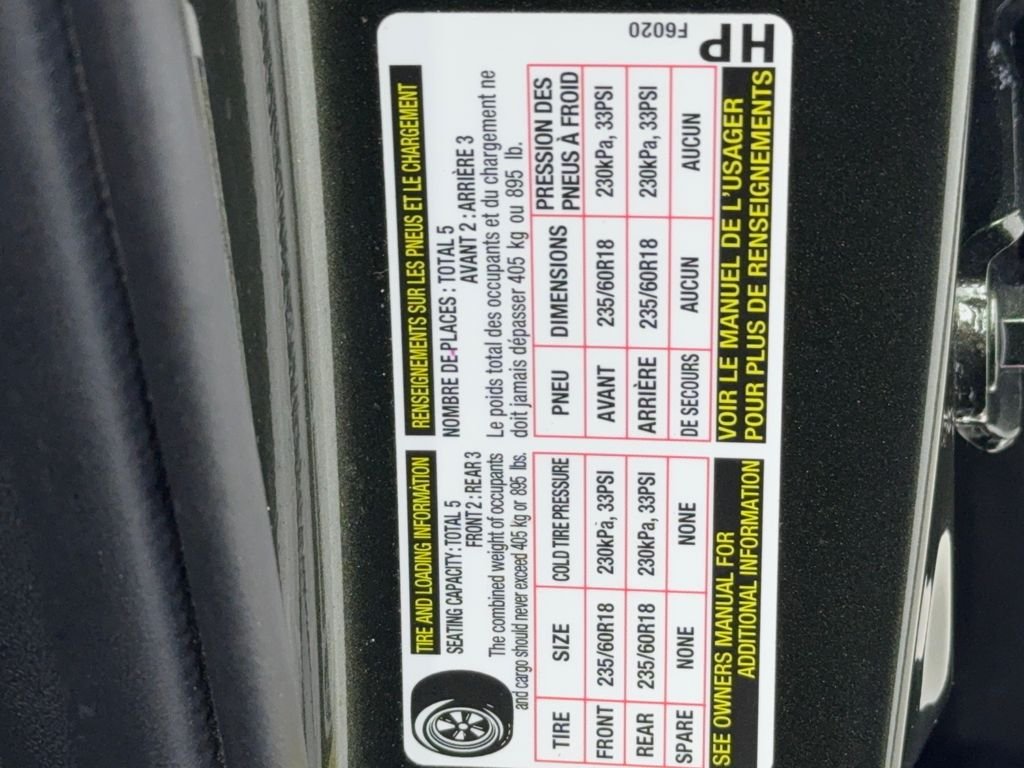 TIRE AND LOADING INFORMATION
SEATING CAPACITY: TOTAL 5
FRONT 2 : REAR 3
The combined weight of occupants
and cargo should never exceed 405 kg or 895 lbs.
TIRE SIZE COLD TIRE PRESSURE
FRONT 235/60R18 230kPa, 33PSI
REAR 235/60R18 230kPa, 33PSI
SPARE NONE NONE
SEE OWNERS MANUAL FOR
ADDITIONAL INFORMATION
RENSEIGNEMENTS SUR LES PNEUS ET LE CHARGEMENT
NOMBRE DE PLACES : TOTAL 5
AVANT 2 : ARRIÈRE 3
Le poids total des occupants et du chargement ne
doit jamais dépasser 405 kg ou 895 lb.
PNEU DIMENSIONS PRESSION DES
PNEUS À FROID
AVANT 235/60R18 230kPa, 33PSI
ARRIÈRE 235/60R18 230kPa, 33PSI
DE SECOURS AUCUN AUCUN
VOIR LE MANUEL DE L'USAGER
POUR PLUS DE RENSEIGNEMENTS
F6020
HP